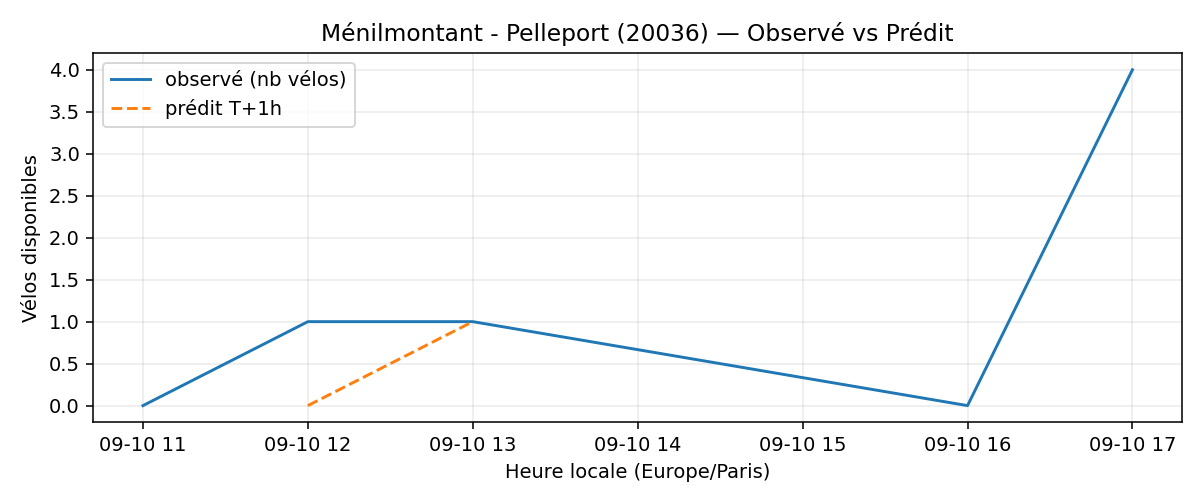 Ménilmontant - Pelleport (20036) — Observé vs Prédit
observé (nb vélos)
prédit T+1h
Vélos disponibles
4.0
3.5
3.0
2.5
2.0
1.5
1.0
0.5
0.0
09-10 11 09-10 12 09-10 13 09-10 14 09-10 15 09-10 16 09-10 17
Heure locale (Europe/Paris)